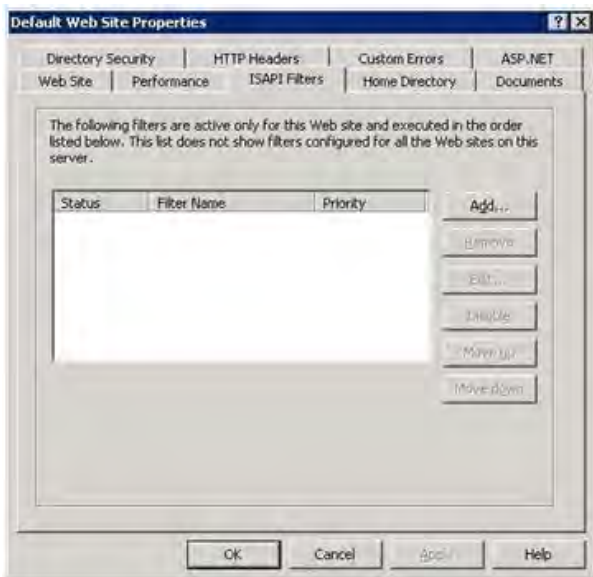 Default Web Site Properties
? X
Directory Security HTTP Headers Custom Errors ASP.NET
Web Site Performance ISAPI Filters Home Directory Documents
The following filters are active only for this Web site and executed in the order
listed below. This list does not show filters configured for all the Web sites on this
server.
Status Filter Name Priority
Add...
Remove
Edit...
Disable
Move up
Move down
OK Cancel Apply Help